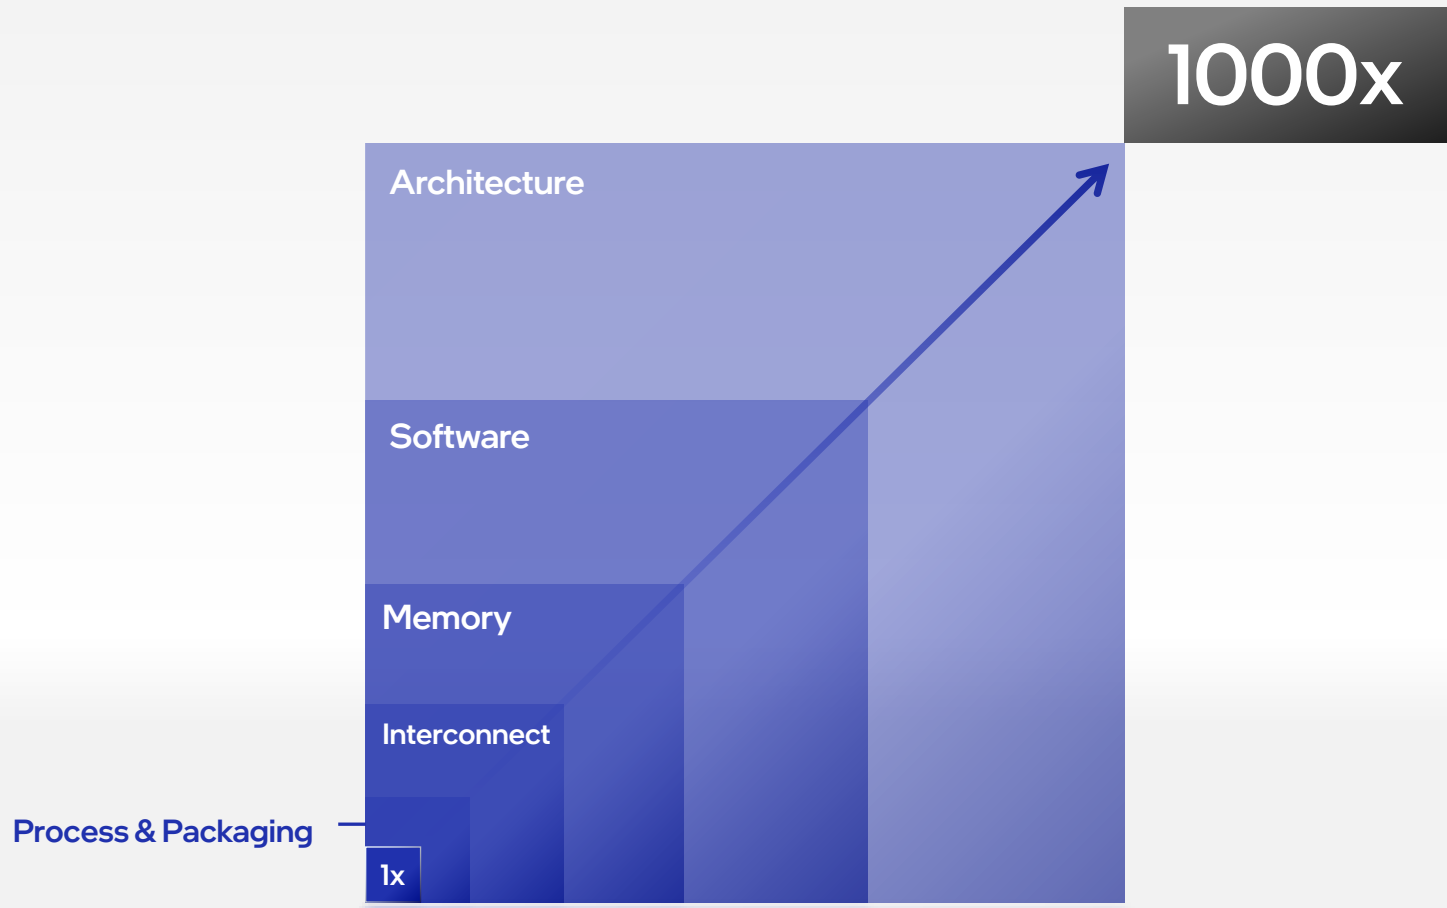 1000x
Architecture
Software
Memory
Interconnect
Process & Packaging
1x